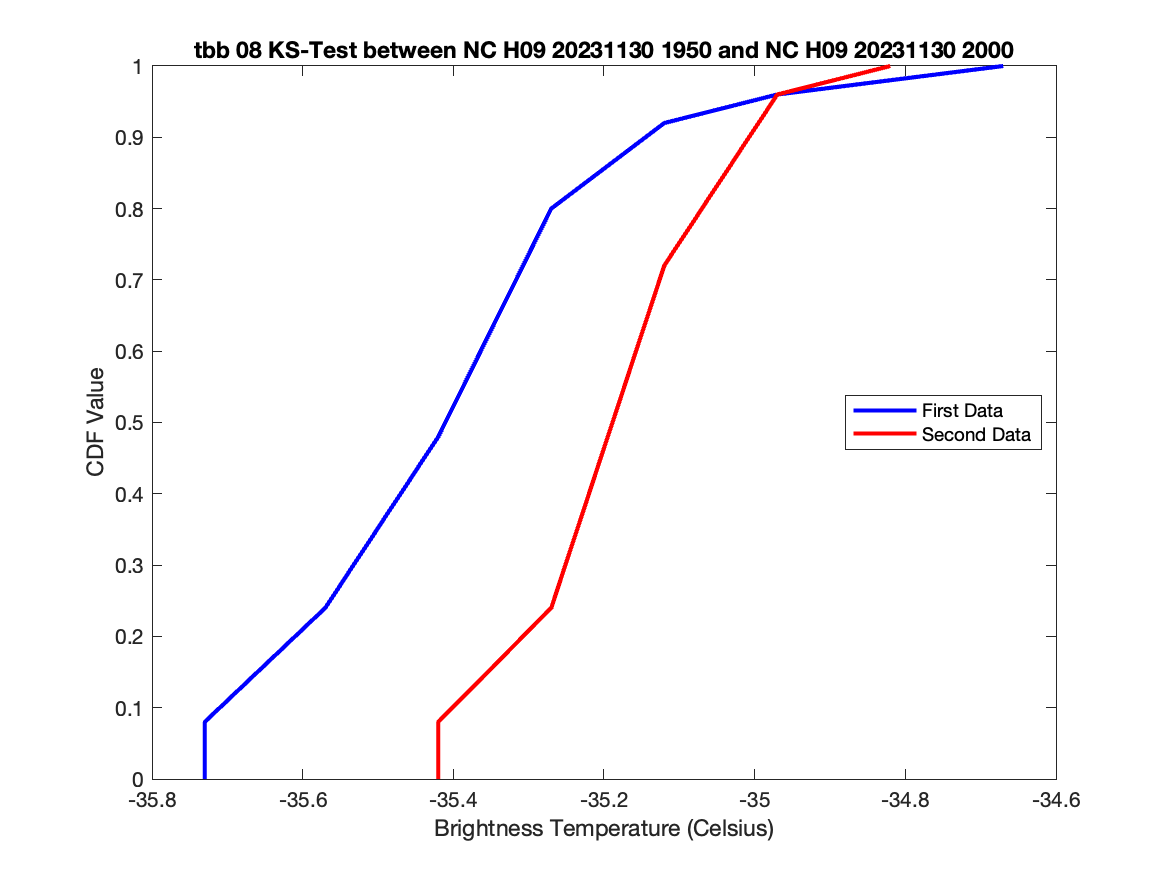 tbb 08 KS-Test between NC H09 20231130 1950 and NC H09 20231130 2000
1
0.9
0.8
0.7
0.6
0.5
0.4
0.3
0.2
0.1
0
CDF Value
First Data
Second Data
-35.8 -35.6 -35.4 -35.2 -35 -34.8 -34.6
Brightness Temperature (Celsius)